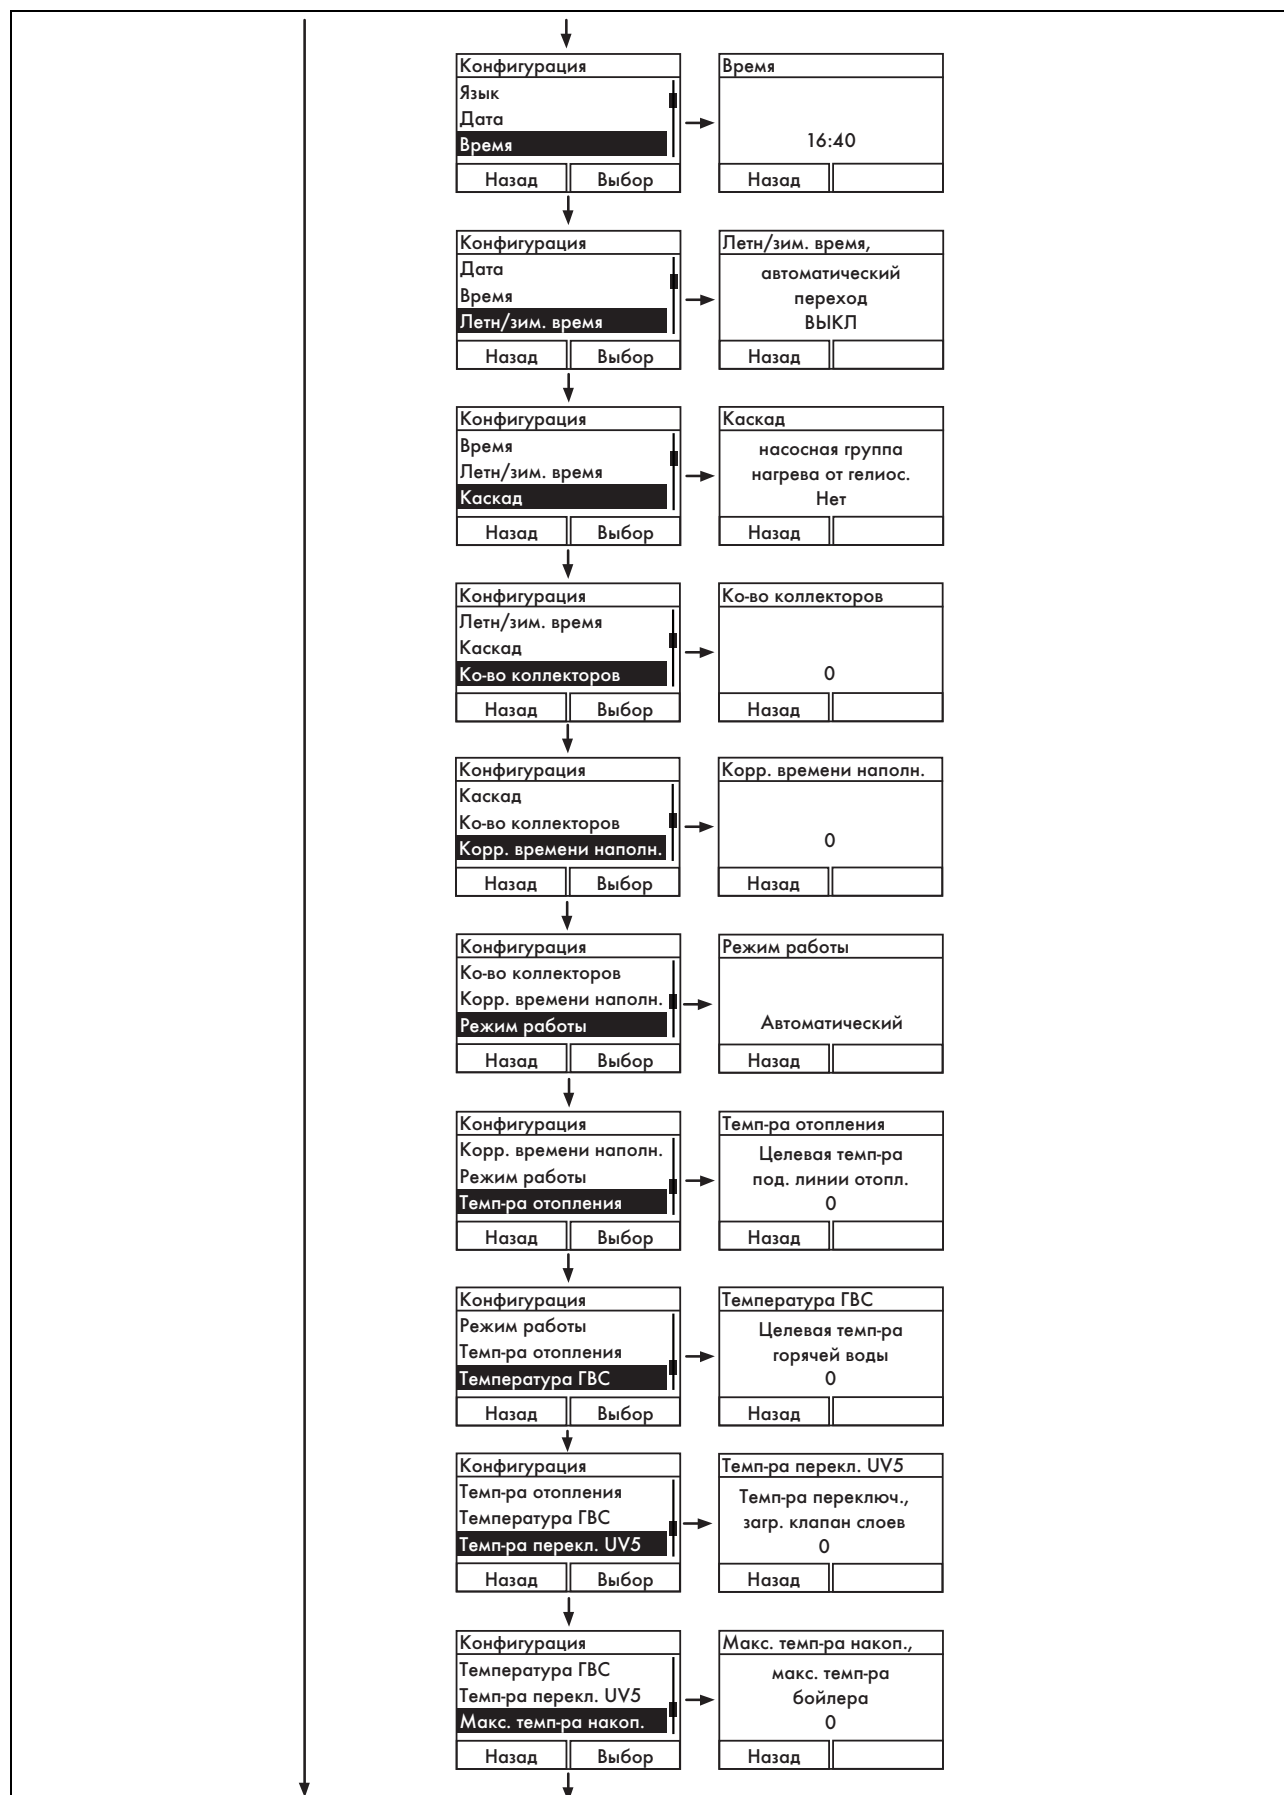 Конфигурация
Язык
Дата
Время
Назад Выбор
Время
16:40
Назад
Конфигурация
Дата
Время
Летн/зим. время
Назад Выбор
Летн/зим. время,
автоматический
переход
ВЫКЛ
Назад
Конфигурация
Время
Летн/зим. время
Каскад
Назад Выбор
Каскад
насосная группа
нагрева от гелиос.
Нет
Назад
Конфигурация
Летн/зим. время
Каскад
Ко-во коллекторов
Назад Выбор
Ко-во коллекторов
0
Назад
Конфигурация
Каскад
Ко-во коллекторов
Корр. времени наполн.
Назад Выбор
Корр. времени наполн.
0
Назад
Конфигурация
Ко-во коллекторов
Корр. времени наполн.
Режим работы
Назад Выбор
Режим работы
Автоматический
Назад
Конфигурация
Корр. времени наполн.
Режим работы
Темп-ра отопления
Назад Выбор
Темп-ра отопления
Целевая темп-ра
под. линии отопл.
0
Назад
Конфигурация
Режим работы
Темп-ра отопления
Температура ГВС
Назад Выбор
Температура ГВС
Целевая темп-ра
горячей воды
0
Назад
Конфигурация
Темп-ра отопления
Температура ГВС
Темп-ра перекл. UV5
Назад Выбор
Темп-ра перекл. UV5
Темп-ра переключ.,
загр. клапан слоев
0
Назад
Конфигурация
Температура ГВС
Темп-ра перекл. UV5
Макс. темп-ра накоп.
Назад Выбор
Макс. темп-ра накоп.,
макс. темп-ра
бойлера
0
Назад